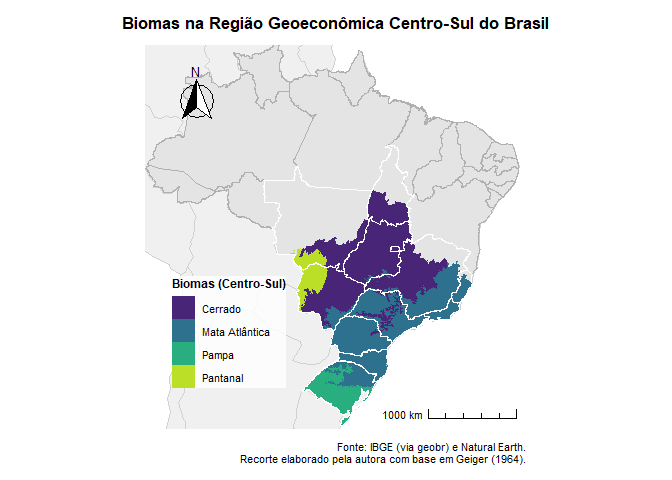 Biomas na Região Geoeconômica Centro-Sul do Brasil
N
Biomas (Centro-Sul)
Cerrado
Mata Atlântica
Pampa
Pantanal
1000 km
Fonte: IBGE (via geobr) e Natural Earth.
Recorte elaborado pela autora com base em Geiger (1964).